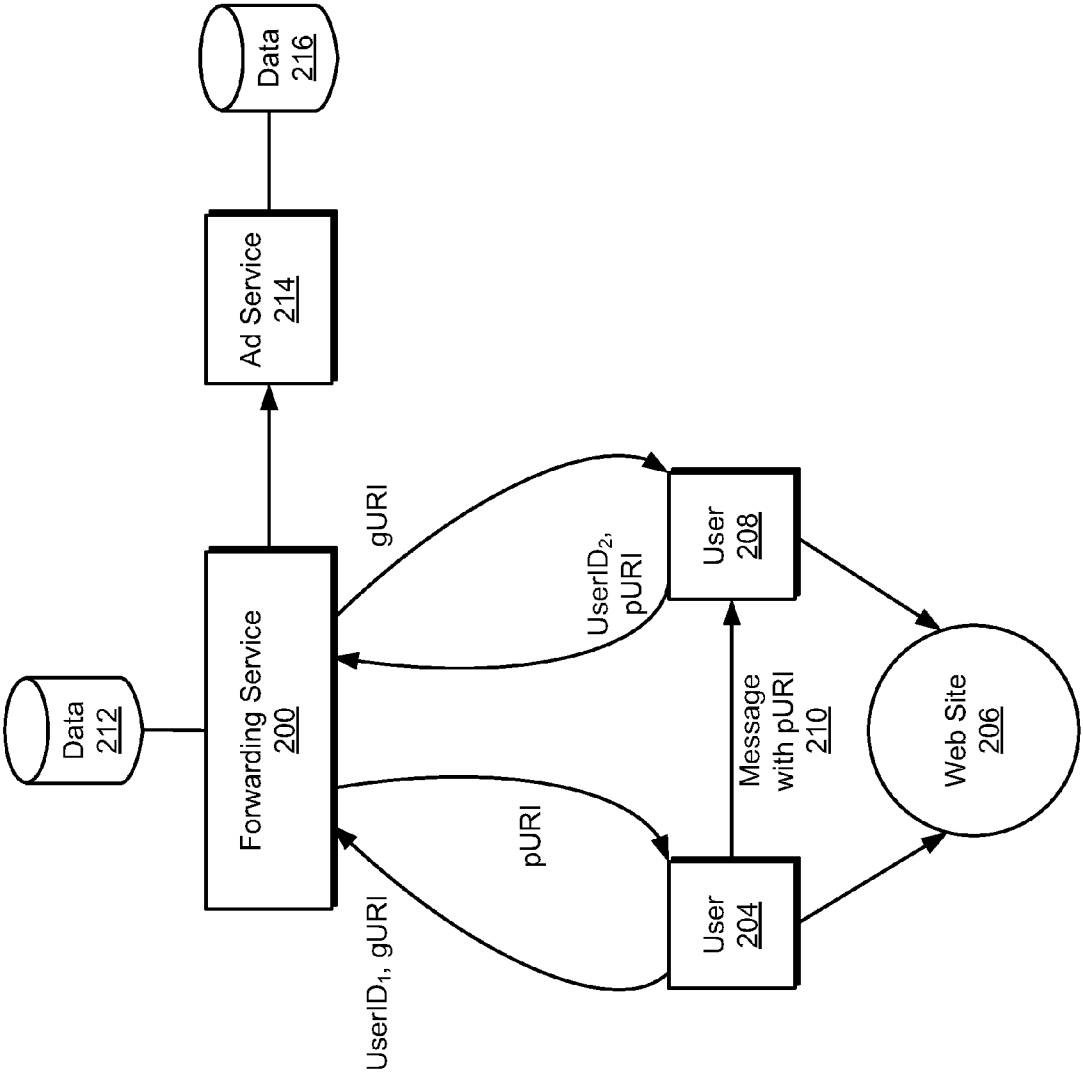 Data
212
Forwarding Service
200
Ad Service
214
Data
216
UserID1, gURI
pURI
UserID2,
pURI
gURI
User
204
Message
with pURI
210
User
208
Web Site
206